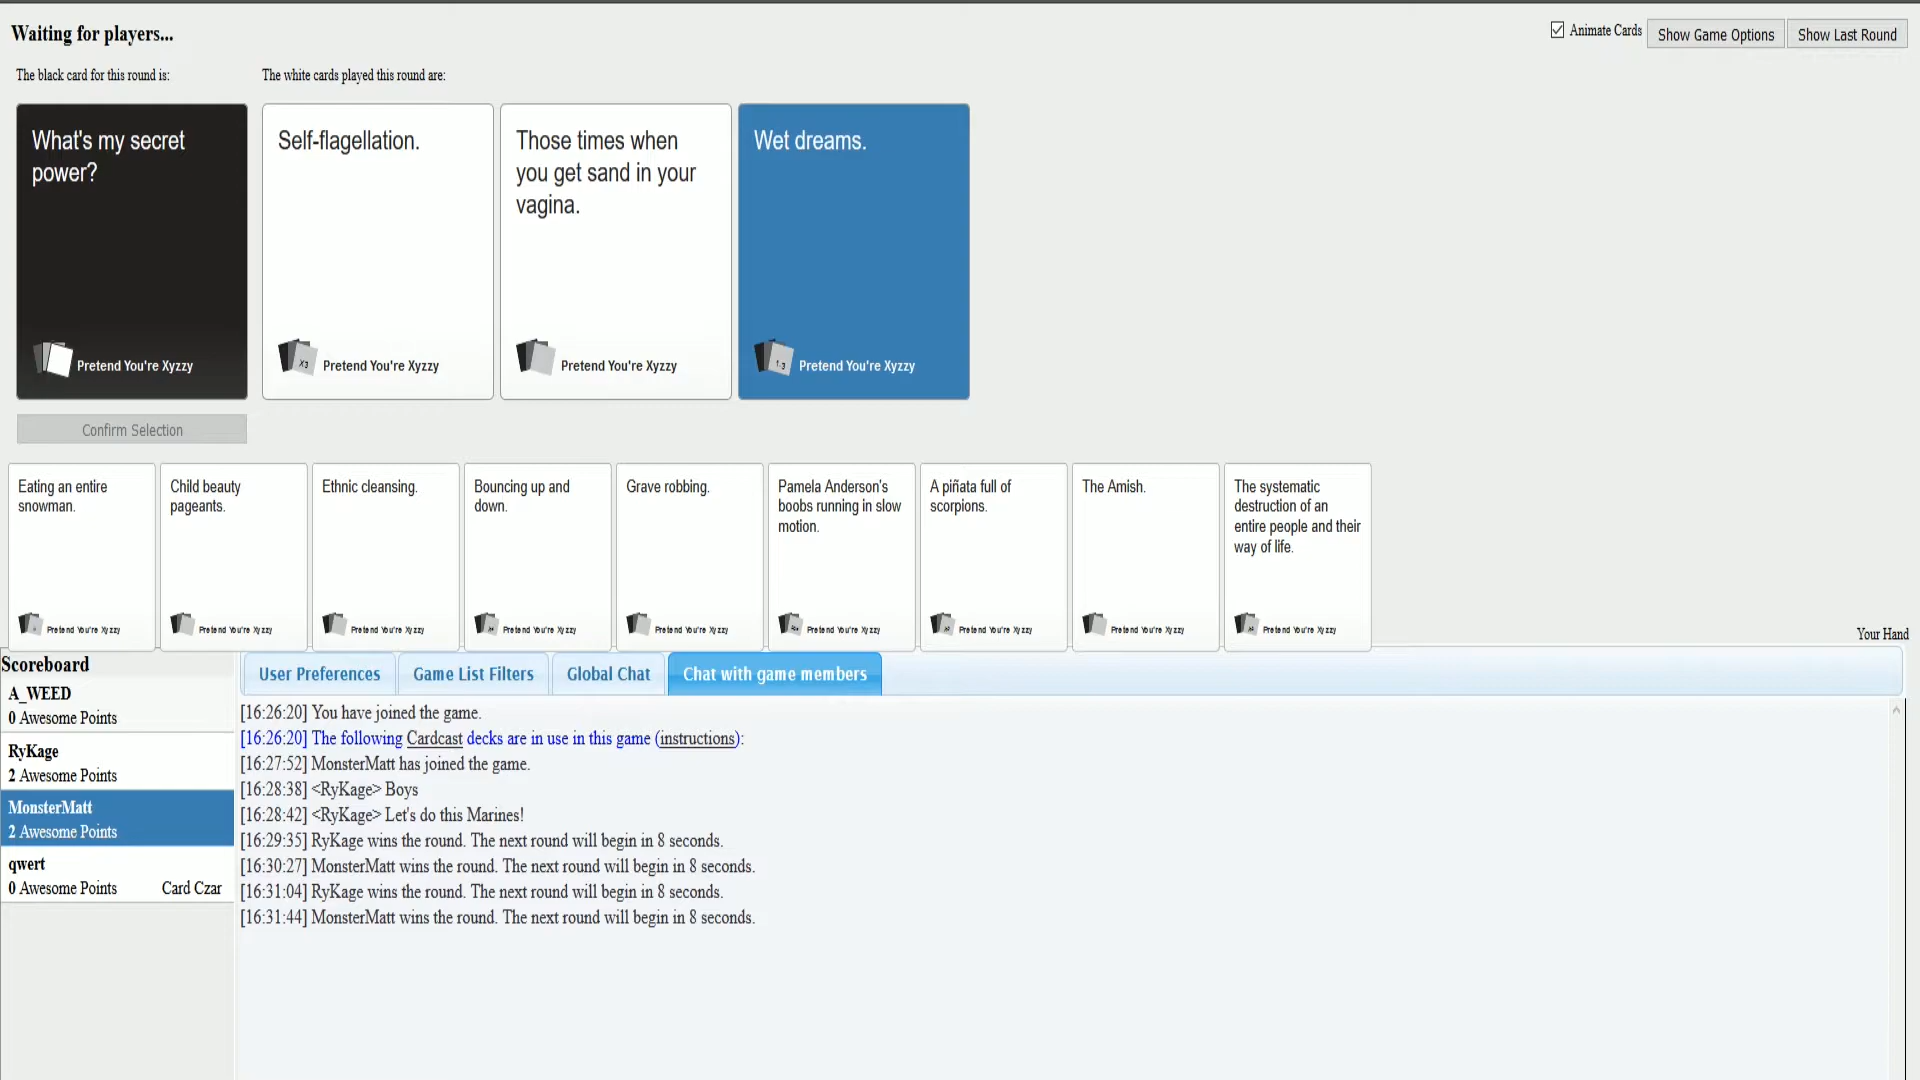 Waiting for players...
Animate Cards
Show Game Options
Show Last Round
The black card for this round is:
The white cards played this round are:
What's my secret
power?
Pretend You're Xyzzy
Self-flagellation.
X3
Pretend You're Xyzzy
Those times when
you get sand in your
vagina.
Pretend You're Xyzzy
Wet dreams.
1.3
Pretend You're Xyzzy
Confirm Selection
Eating an entire
snowman.
Pretend You're Xyzzy
Child beauty
pageants.
Pretend You're Xyzzy
Ethnic cleansing.
Pretend You're Xyzzy
Bouncing up and
down.
Pretend You're Xyzzy
Grave robbing.
Pretend You're Xyzzy
Pamela Anderson's
boobs running in slow
motion.
Pretend You're Xyzzy
A piñata full of
scorpions.
Pretend You're Xyzzy
The Amish.
Pretend You're Xyzzy
The systematic
destruction of an
entire people and their
way of life.
Pretend You're Xyzzy
Your Hand
Scoreboard
A_WEED
0 Awesome Points
RyKage
2 Awesome Points
MonsterMatt
2 Awesome Points
qwert
0 Awesome Points Card Czar
User Preferences
Game List Filters
Global Chat
Chat with game members
[16:26:20] You have joined the game.
[16:26:20] The following Cardcast decks are in use in this game (instructions):
[16:27:52] MonsterMatt has joined the game.
[16:28:38] <RyKage> Boys
[16:28:42] <RyKage> Let's do this Marines!
[16:29:35] RyKage wins the round. The next round will begin in 8 seconds.
[16:30:27] MonsterMatt wins the round. The next round will begin in 8 seconds.
[16:31:04] RyKage wins the round. The next round will begin in 8 seconds.
[16:31:44] MonsterMatt wins the round. The next round will begin in 8 seconds.